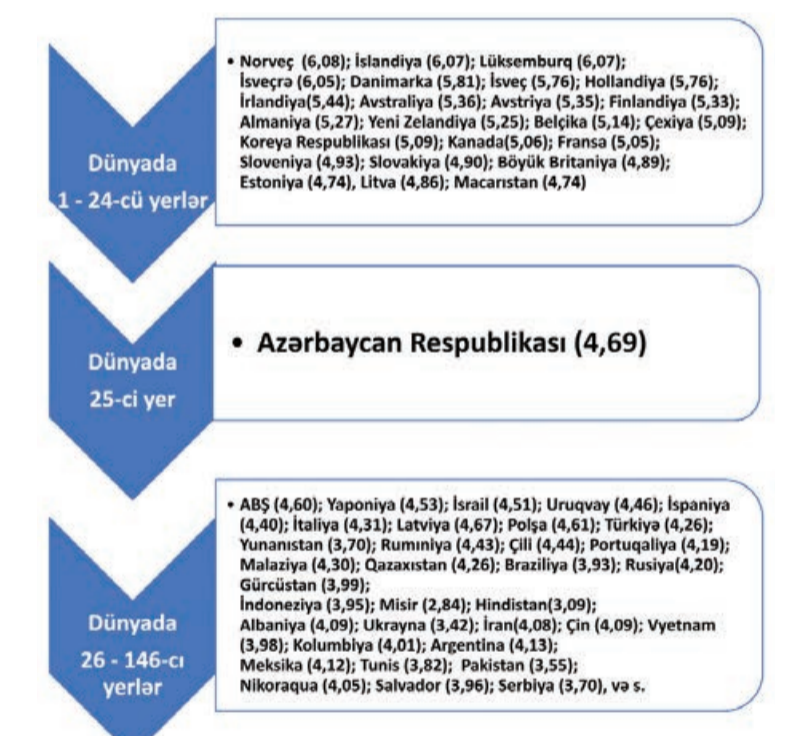 Dünyada
1 - 24-cü yerlər
• Norveç (6,08); İslandiya (6,07); Lüksemburq (6,07);
İsveçrə (6,05); Danimarka (5,81); İsveç (5,76); Hollandiya (5,76);
İrlandiya(5,44); Avstraliya (5,36); Avstriya (5,35); Finlandiya (5,33);
Almaniya (5,27); Yeni Zelandiya (5,25); Belçika (5,14); Çexiya (5,09);
Koreya Respublikası (5,09); Kanada(5,06); Fransa (5,05);
Sloveniya (4,93); Slovakiya (4,90); Böyük Britaniya (4,89);
Estoniya (4,74), Litva (4,86); Macarıstan (4,74)
Dünyada
25-ci yer
• Azərbaycan Respublikası (4,69)
Dünyada
26 - 146-cı
yerlər
• ABŞ (4,60); Yaponiya (4,53); İsrail (4,51); Uruqvay (4,46); İspaniya
(4,40); İtaliya (4,31); Latviya (4,67); Polşa (4,61); Türkiyə (4,26);
Yunanıstan (3,70); Rumıniya (4,43); Çili (4,44); Portuqaliya (4,19);
Malaziya (4,30); Qazaxıstan (4,26); Braziliya (3,93); Rusiya(4,20);
Gürcüstan (3,99);
İndoneziya (3,95); Misir (2,84); Hindistan(3,09);
Albaniya (4,09); Ukrayna (3,42); İran(4,08); Çin (4,09); Vyetnam
(3,98); Kolumbiya (4,01); Argentina (4,13);
Meksika (4,12); Tunis (3,82); Pakistan (3,55);
Nikoraqua (4,05); Salvador (3,96); Serbiya (3,70), və s.